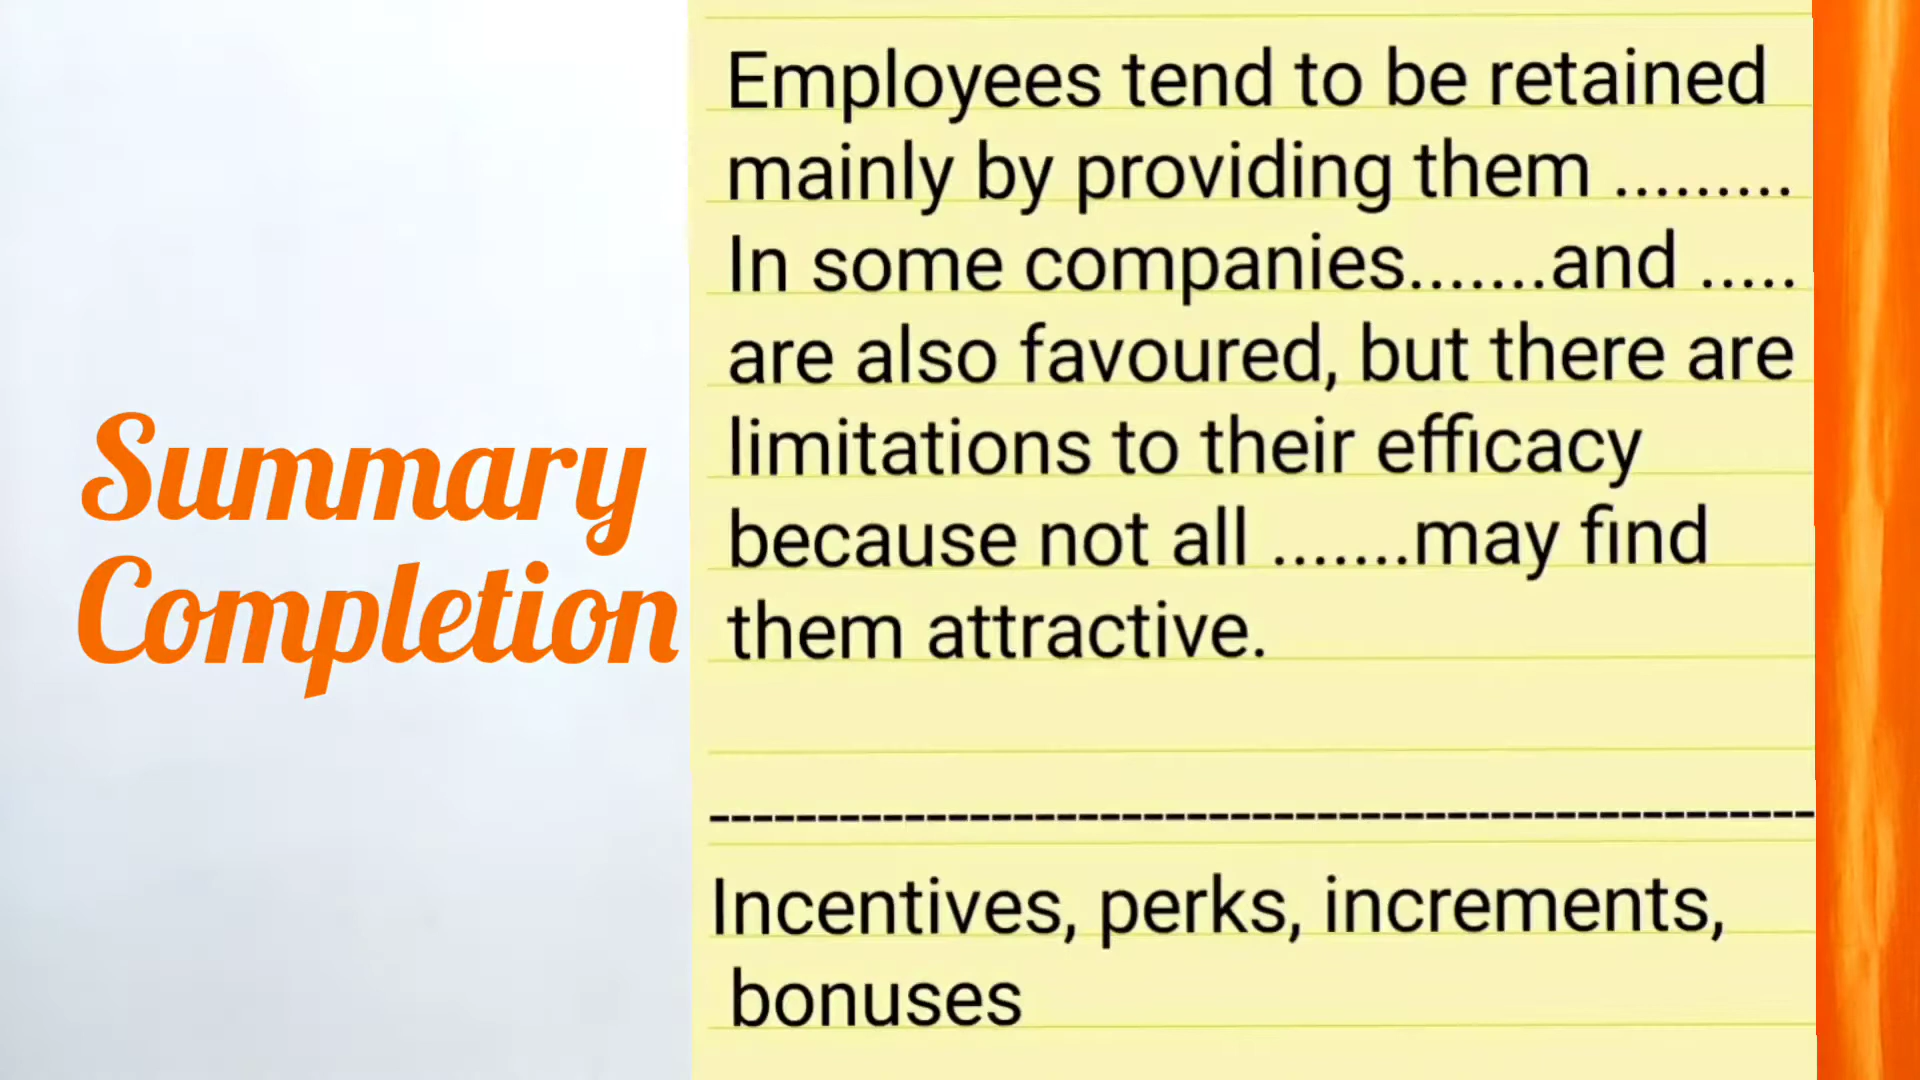 Summary
Completion
Employees tend to be retained
mainly by providing them .........
In some companies.......and .....
are also favoured, but there are
limitations to their efficacy
because not all .......may find
them attractive.
---------------------------------------------------
Incentives, perks, increments,
bonuses